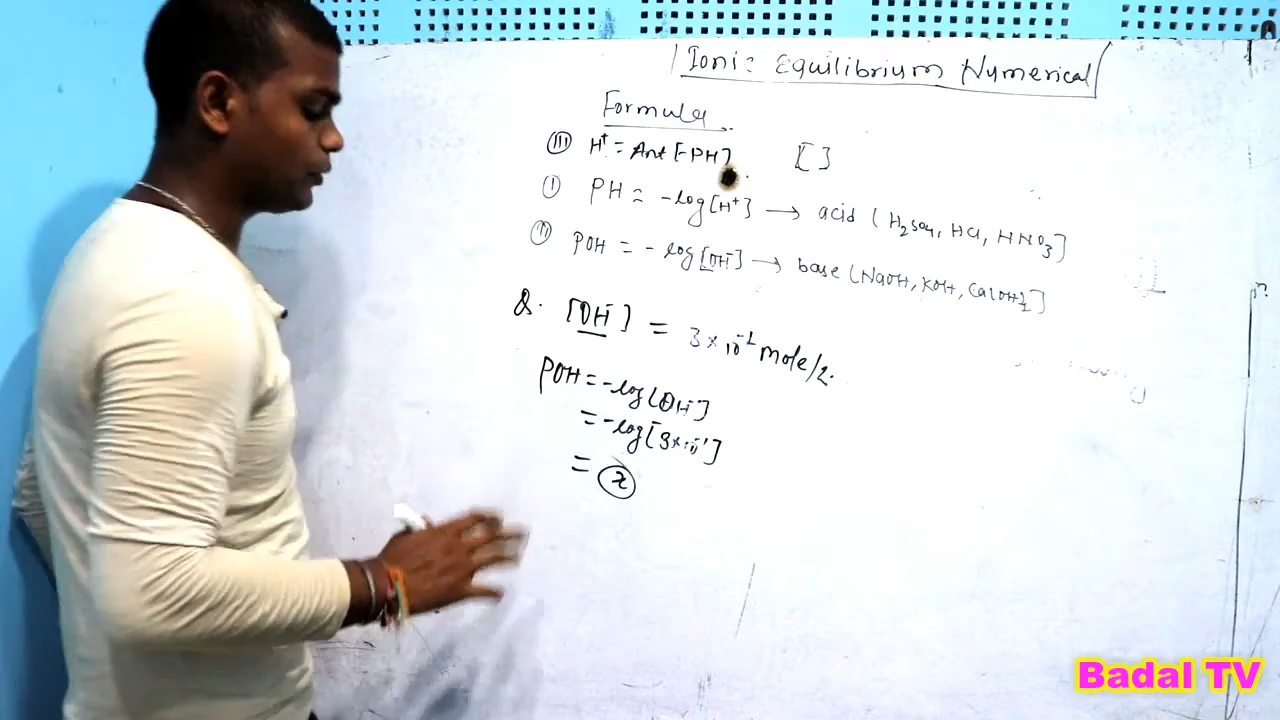 Ionic Equilibrium Numerical
Formula
(III) H⁺ = Ant [-PH] [ ]
(I) PH = -log[H⁺] → acid (H₂SO₄, HCl, HNO₃)
(II) POH = -log[OH⁻] → base (NaOH, KOH, Ca(OH)₂]
Q. [OH⁻] = 3×10⁻² mole/L.
POH = -log[OH⁻]
= -log[3×10⁻¹]
= x
Badal TV